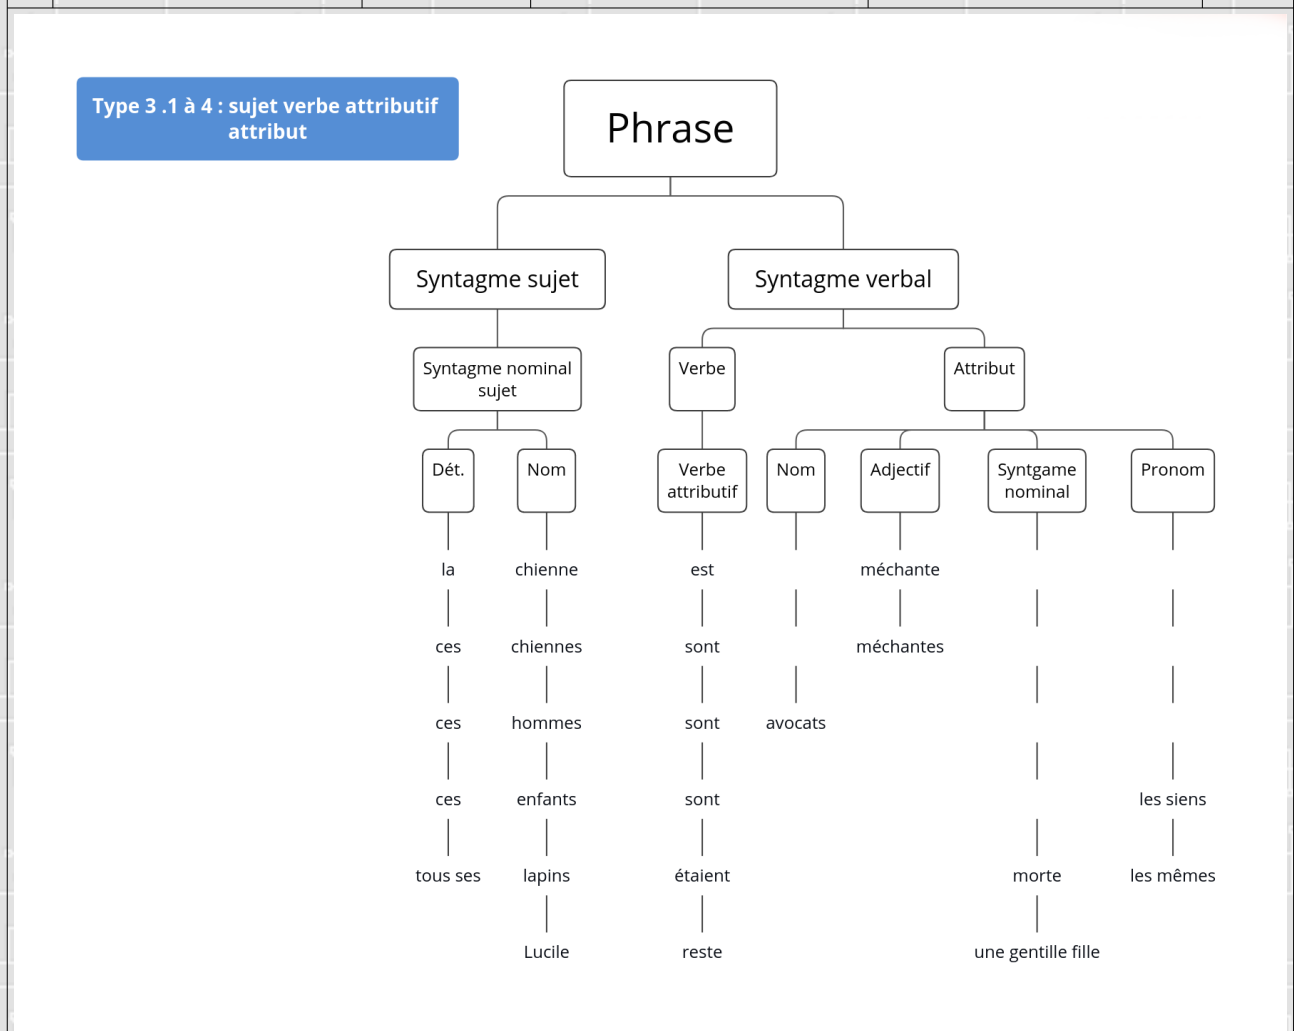 Type 3 .1 à 4 : sujet verbe attributif
attribut
Phrase
Syntagme sujet
Syntagme verbal
Syntagme nominal
sujet
Verbe
Attribut
Dét.
Nom
Verbe
attributif
Nom
Adjectif
Syntgame
nominal
Pronom
la chienne est méchante
ces chiennes sont méchantes
ces hommes sont avocats
ces enfants sont les siens
tous ses lapins étaient morte les mêmes
Lucile reste une gentille fille